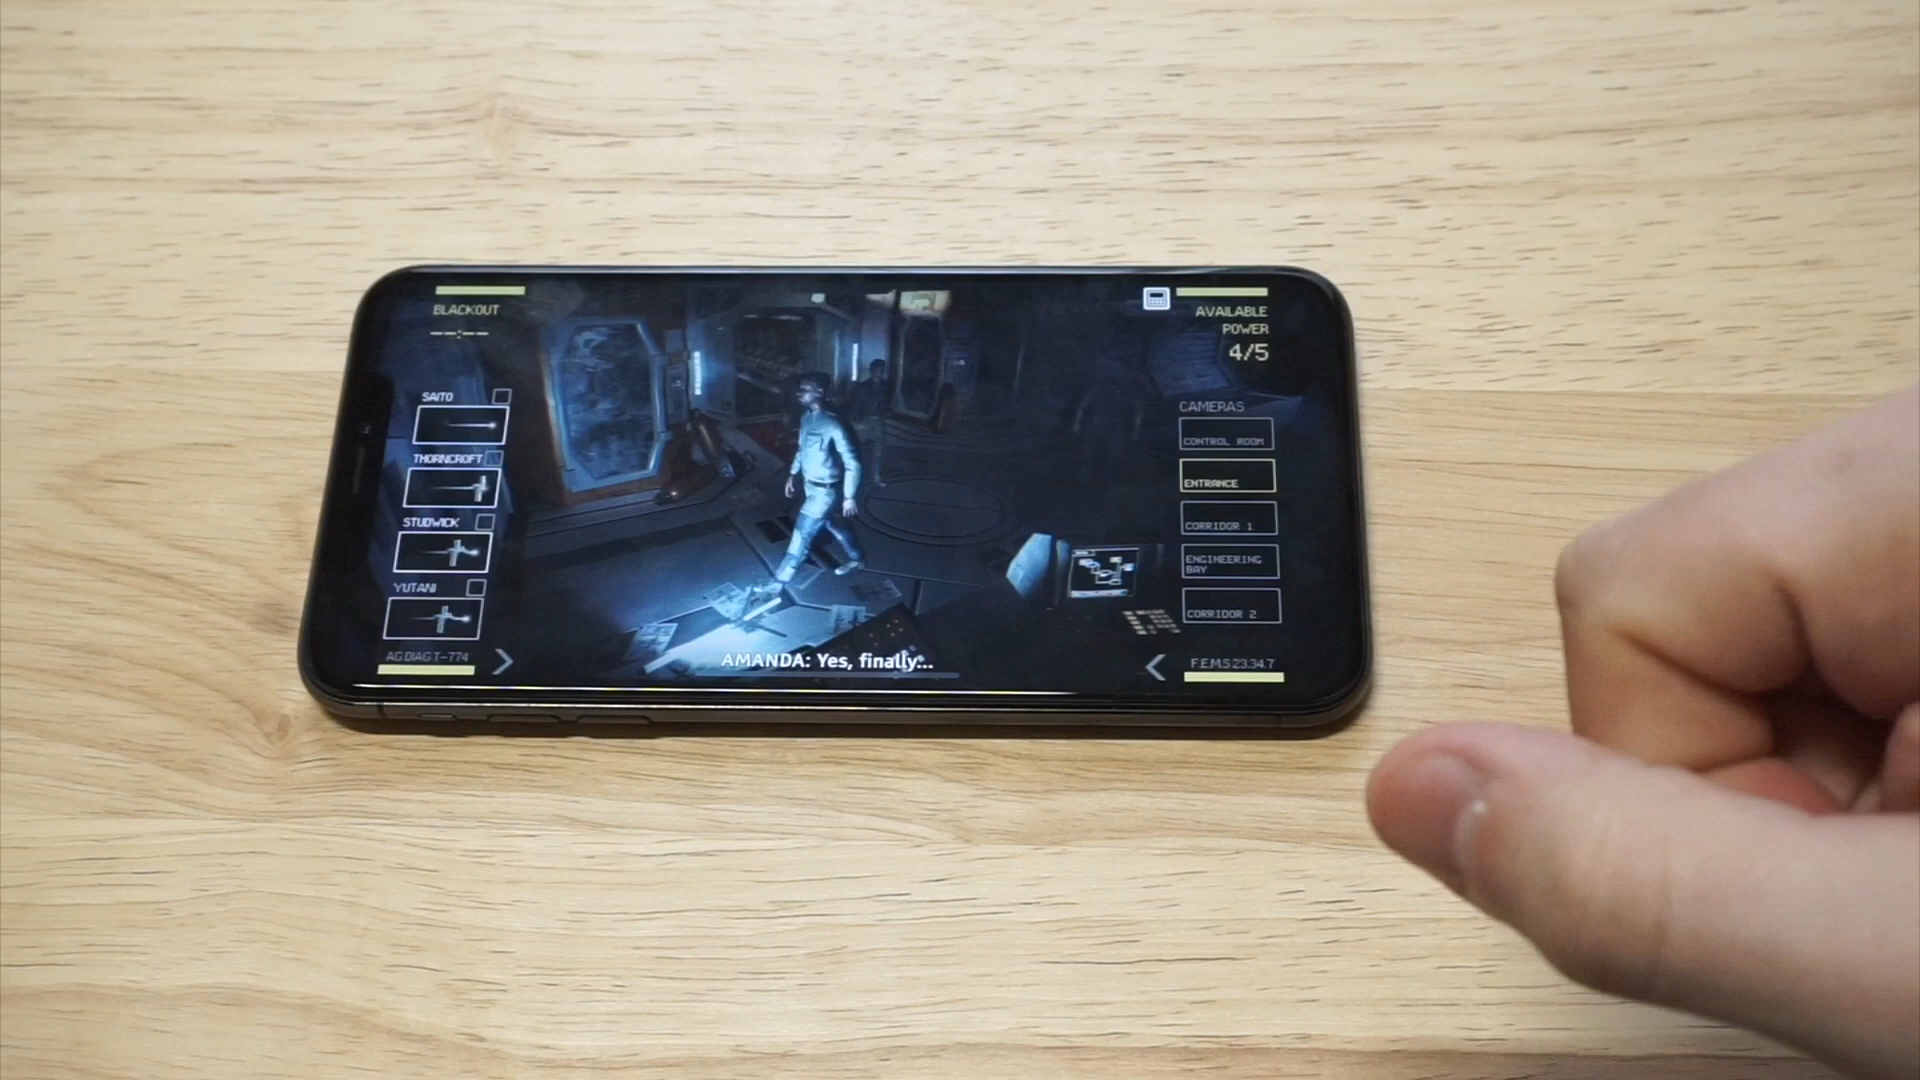 BLACKOUT
--:--
SAITO
THORNCROFT
STUDWICK
YUTANI
AG DIAG T-774
AMANDA: Yes, finally...
AVAILABLE
POWER
4/5
CAMERAS
CONTROL ROOM
ENTRANCE
CORRIDOR 1
ENGINEERING
BAY
CORRIDOR 2
F.E.M.S 23.34.7